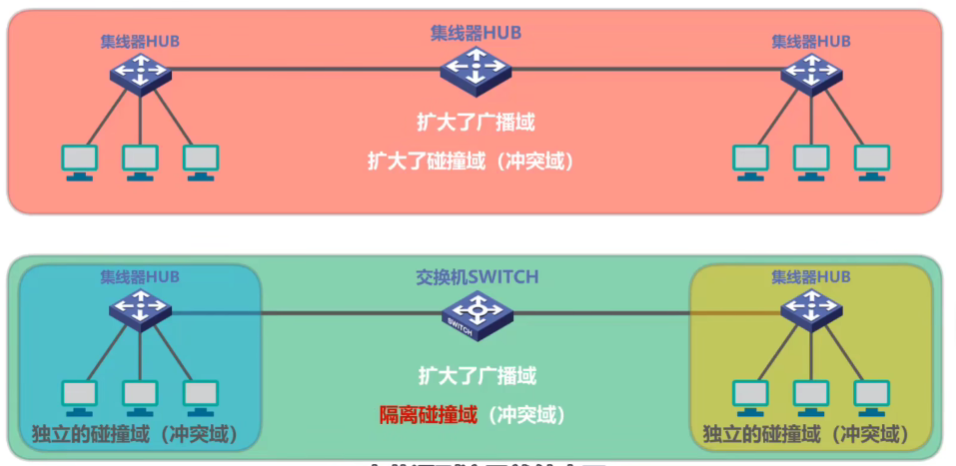 集线器HUB
集线器HUB
集线器HUB
扩大了广播域
扩大了碰撞域（冲突域）
集线器HUB
交换机SWITCH
集线器HUB
SWITCH
扩大了广播域
隔离碰撞域（冲突域）
独立的碰撞域（冲突域）
独立的碰撞域（冲突域）